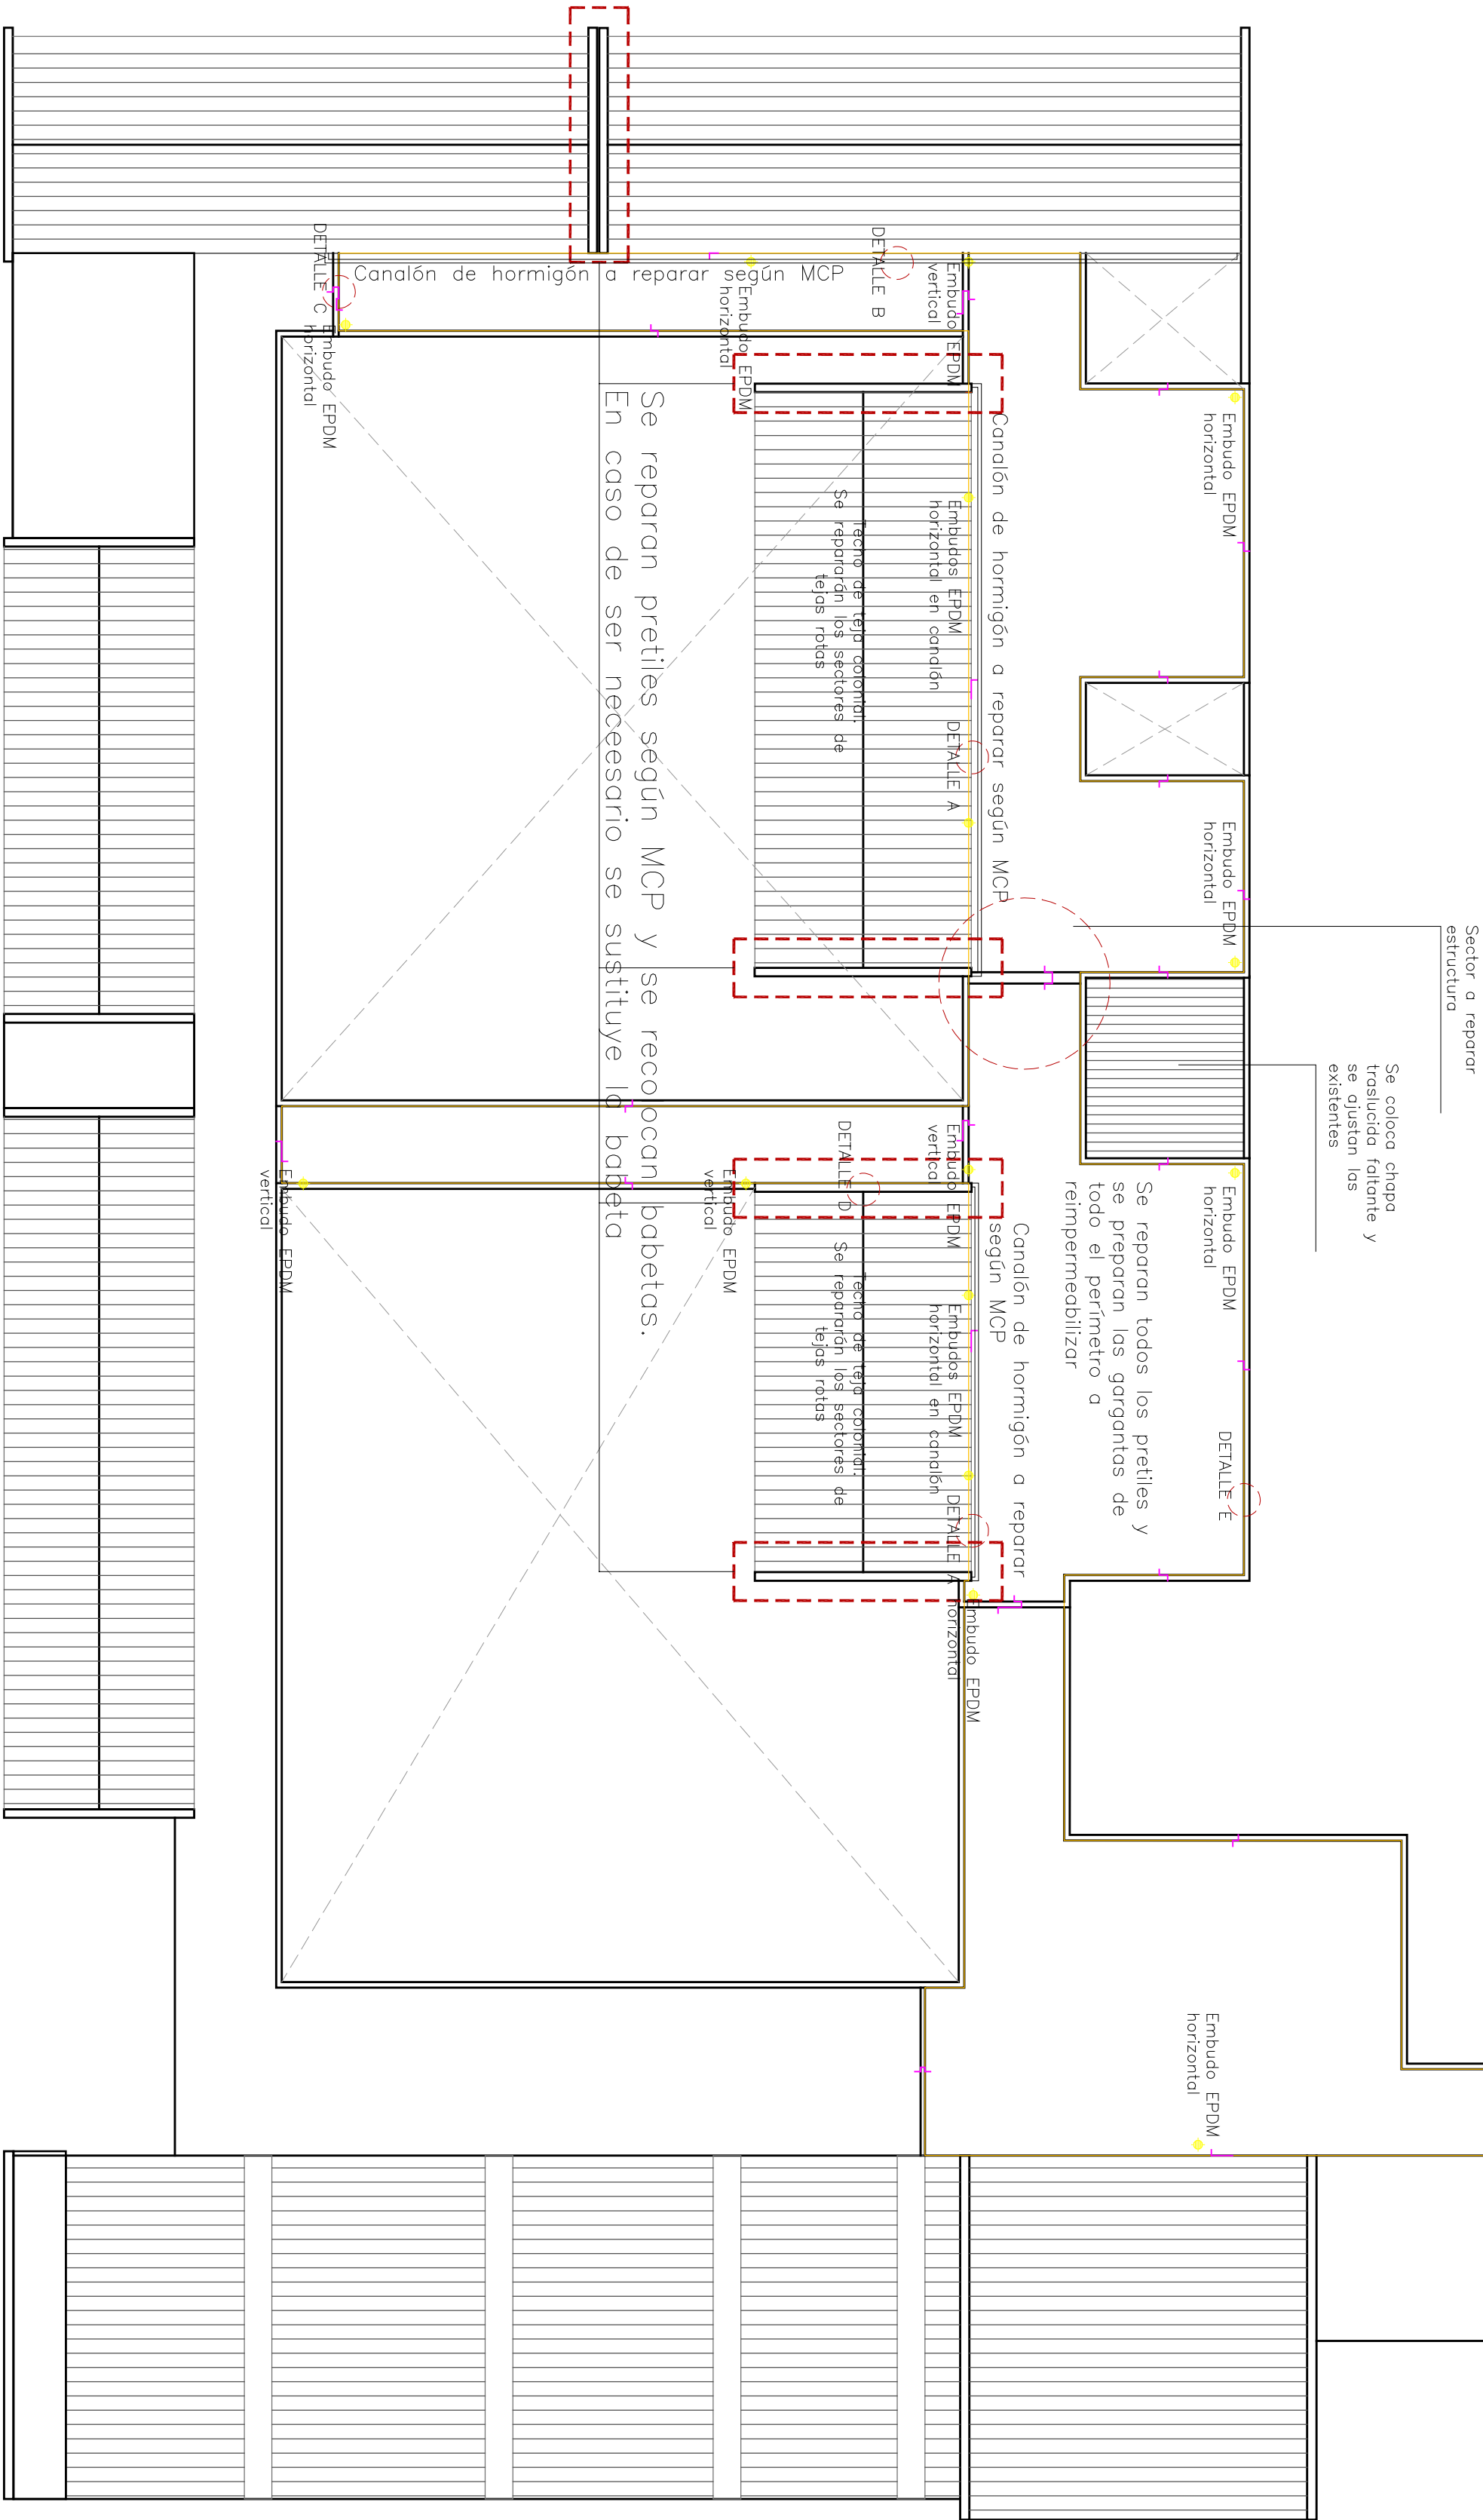 Sector a reparar
estructura
Se coloca chapa
traslucida faltante y
se ajustan las
existentes
Embudo EPDM
horizontal
Embudo EPDM
horizontal
Embudo EPDM
horizontal
DETALLE E
Embudo EPDM
horizontal
Se reparan todos los pretiles y
se preparan las gargantas de
todo el perímetro a
reimpermeabilizar
Canalón de hormigón a reparar según MCP
Canalón de hormigón a reparar
según MCP
Embudo EPDM
vertical
Embudos EPDM
horizontal en canalón
DETALLE A
Embudo EPDM
vertical
Embudos EPDM
horizontal en canalón
DETALLE A
Embudo EPDM
horizontal
DETALLE B
Techo de teja colonial.
Se repararán los sectores de
tejas rotas
DETALLE D
Techo de teja colonial.
Se repararán los sectores de
tejas rotas
Canalón de hormigón a reparar según MCP
Embudo EPDM
horizontal
Embudo EPDM
vertical
Se reparan pretiles según MCP y se recolocan babetas.
En caso de ser necesario se sustituye la babeta
DETALLE C
Embudo EPDM
horizontal
Embudo EPDM
vertical